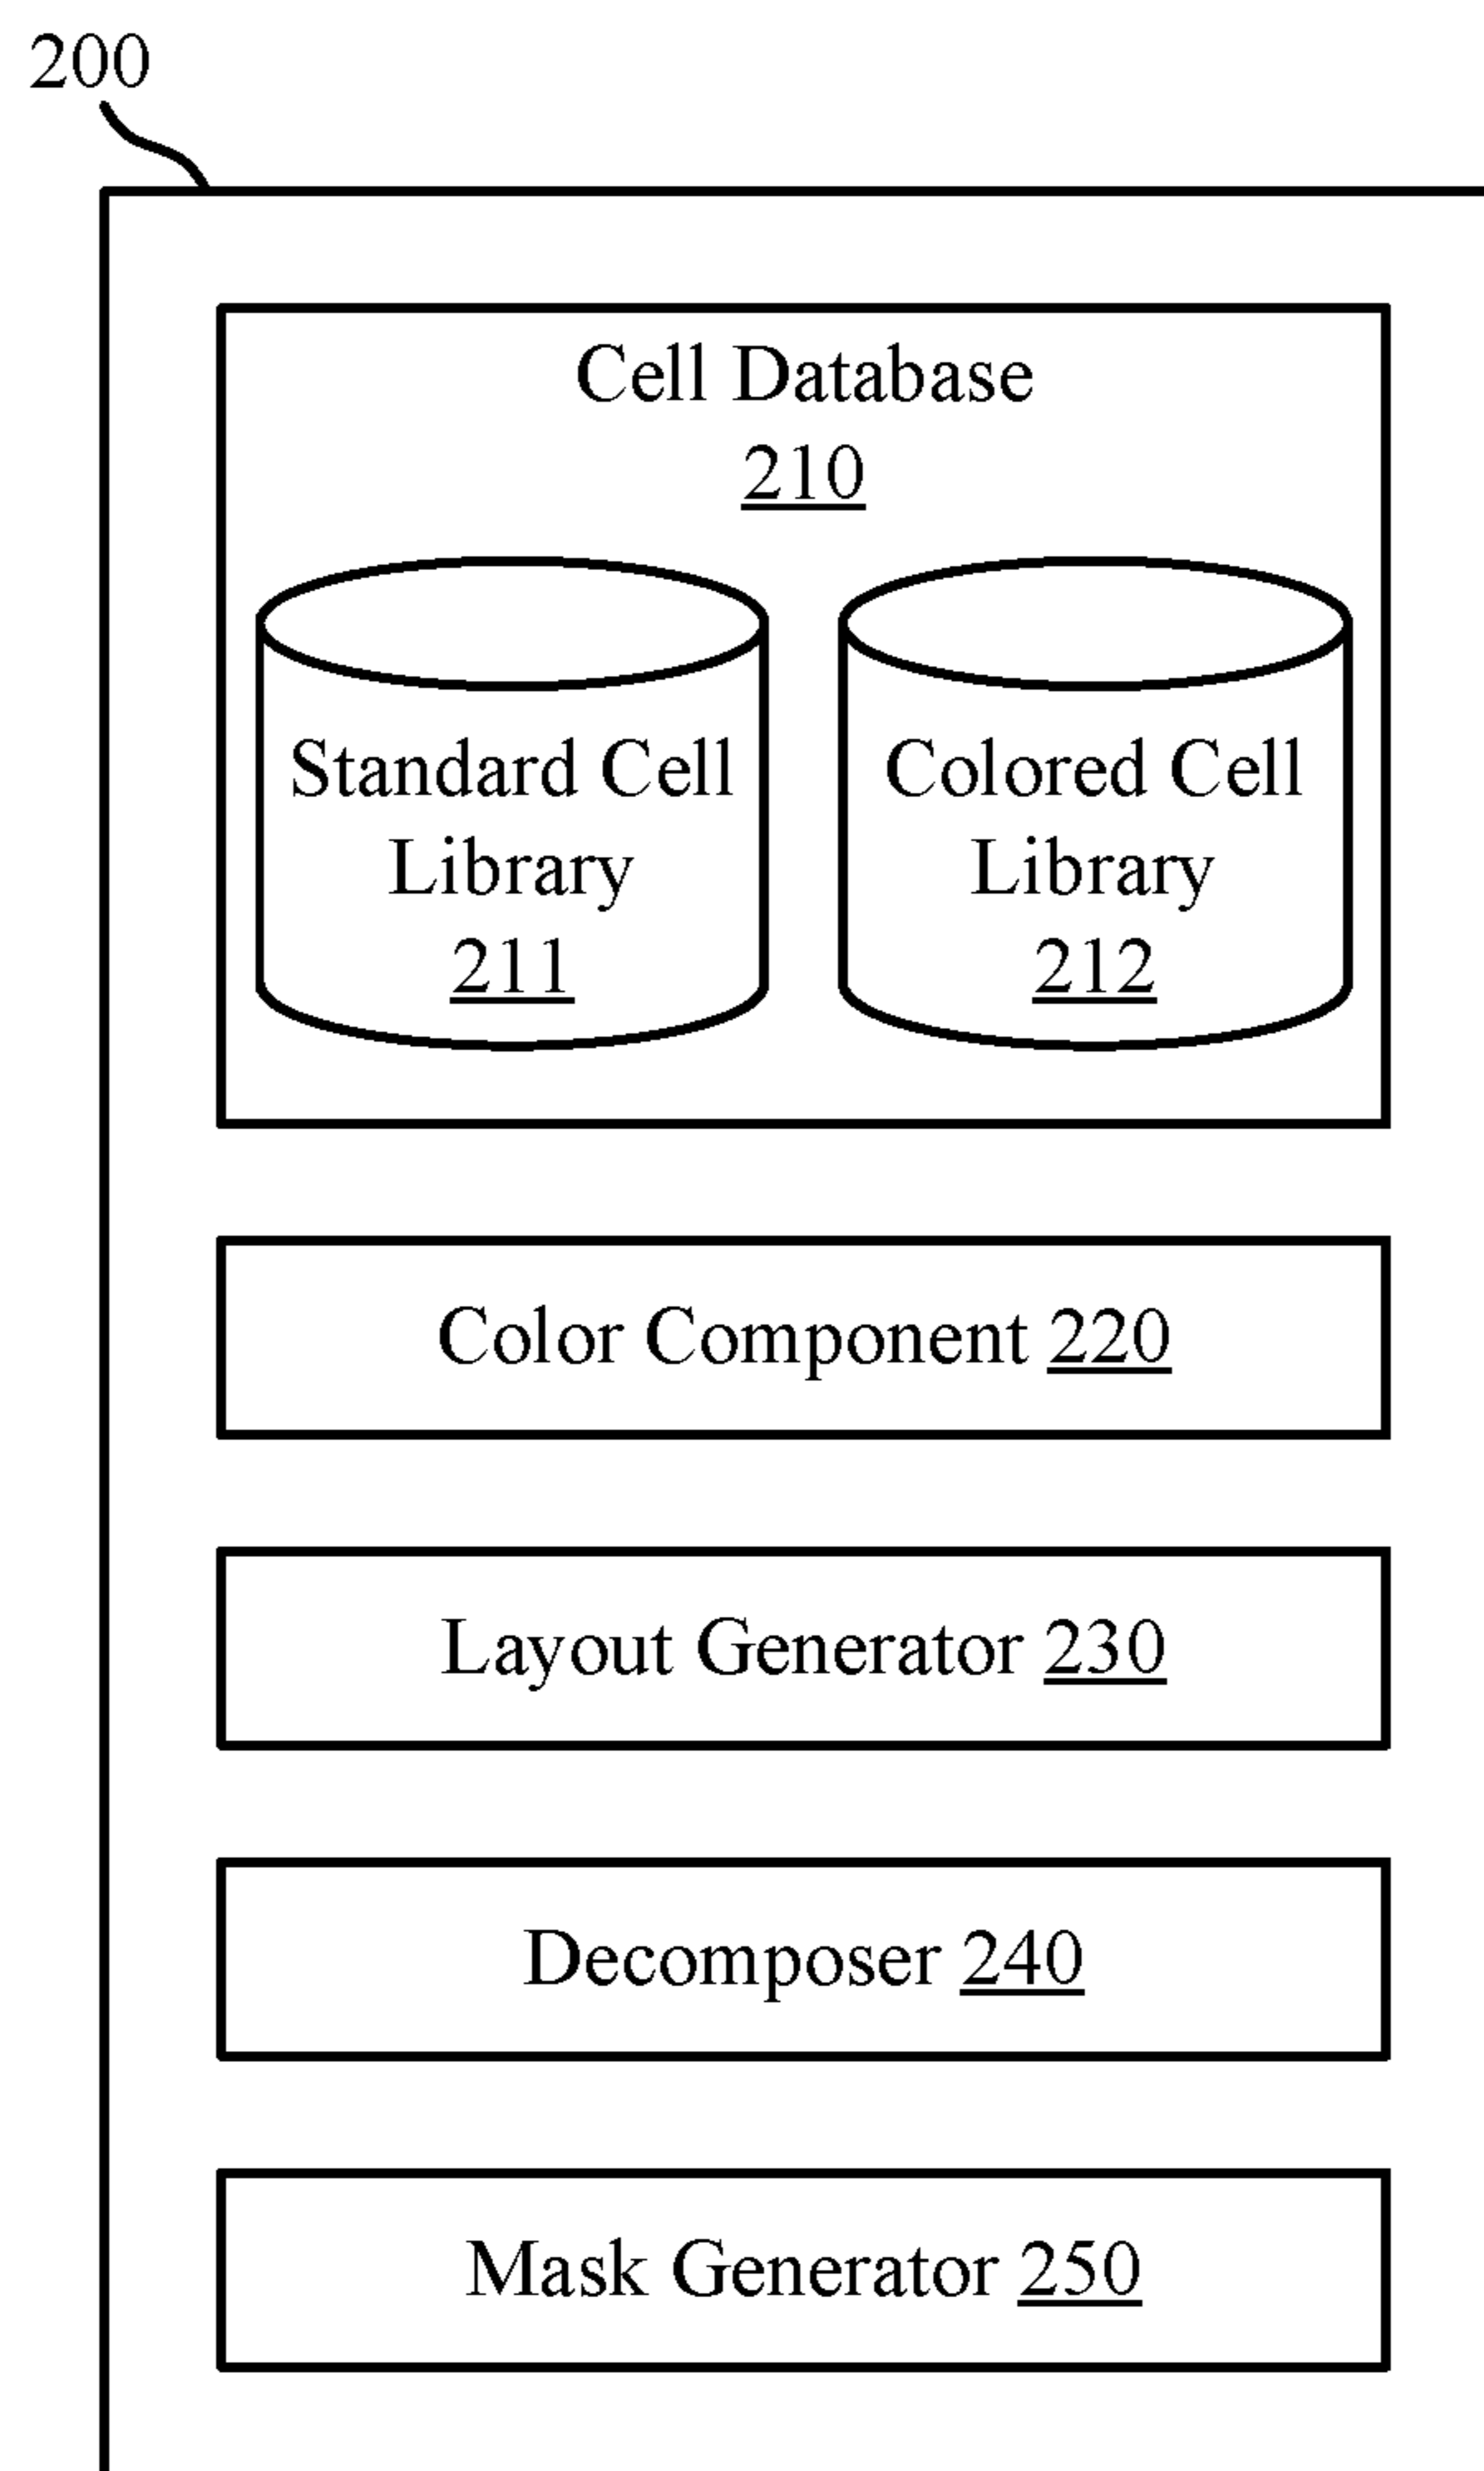 200
Cell Database
210
Standard Cell
Library
211
Colored Cell
Library
212
Color Component 220
Layout Generator 230
Decomposer 240
Mask Generator 250